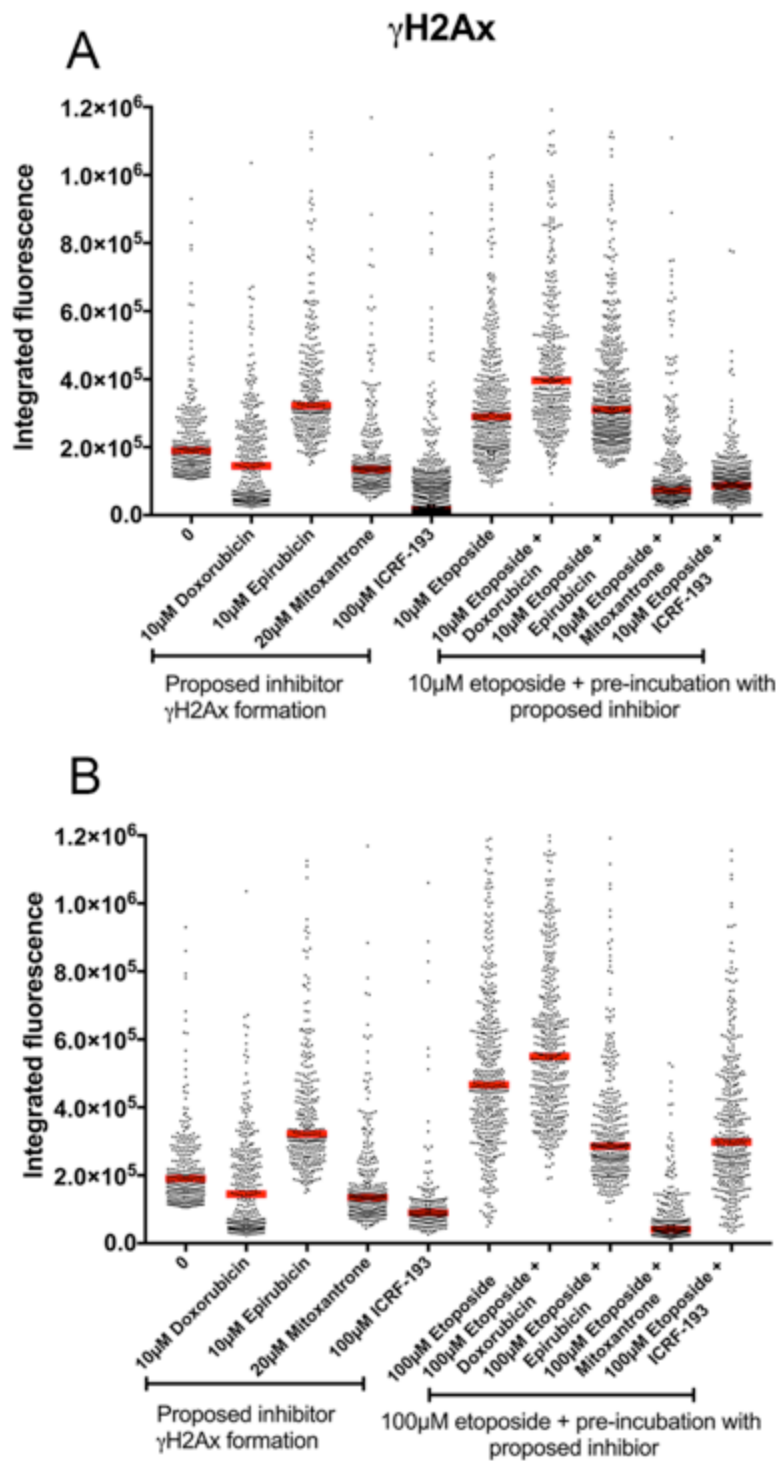 γH2Ax
A
Integrated fluorescence
1.2×10⁶
1.0×10⁶
8.0×10⁵
6.0×10⁵
4.0×10⁵
2.0×10⁵
0.0
0
10μM Doxorubicin
10μM Epirubicin
20μM Mitoxantrone
100μM ICRF-193
10μM Etoposide
10μM Etoposide +
Doxorubicin
10μM Etoposide +
Epirubicin
10μM Etoposide +
Mitoxantrone
10μM Etoposide +
ICRF-193
Proposed inhibitor
γH2Ax formation
10μM etoposide + pre-incubation with
proposed inhibior
B
Integrated fluorescence
1.2×10⁶
1.0×10⁶
8.0×10⁵
6.0×10⁵
4.0×10⁵
2.0×10⁵
0.0
0
10μM Doxorubicin
10μM Epirubicin
20μM Mitoxantrone
100μM ICRF-193
100μM Etoposide
100μM Etoposide +
Doxorubicin
100μM Etoposide +
Epirubicin
100μM Etoposide +
Mitoxantrone
100μM Etoposide +
ICRF-193
Proposed inhibitor
γH2Ax formation
100μM etoposide + pre-incubation with
proposed inhibior